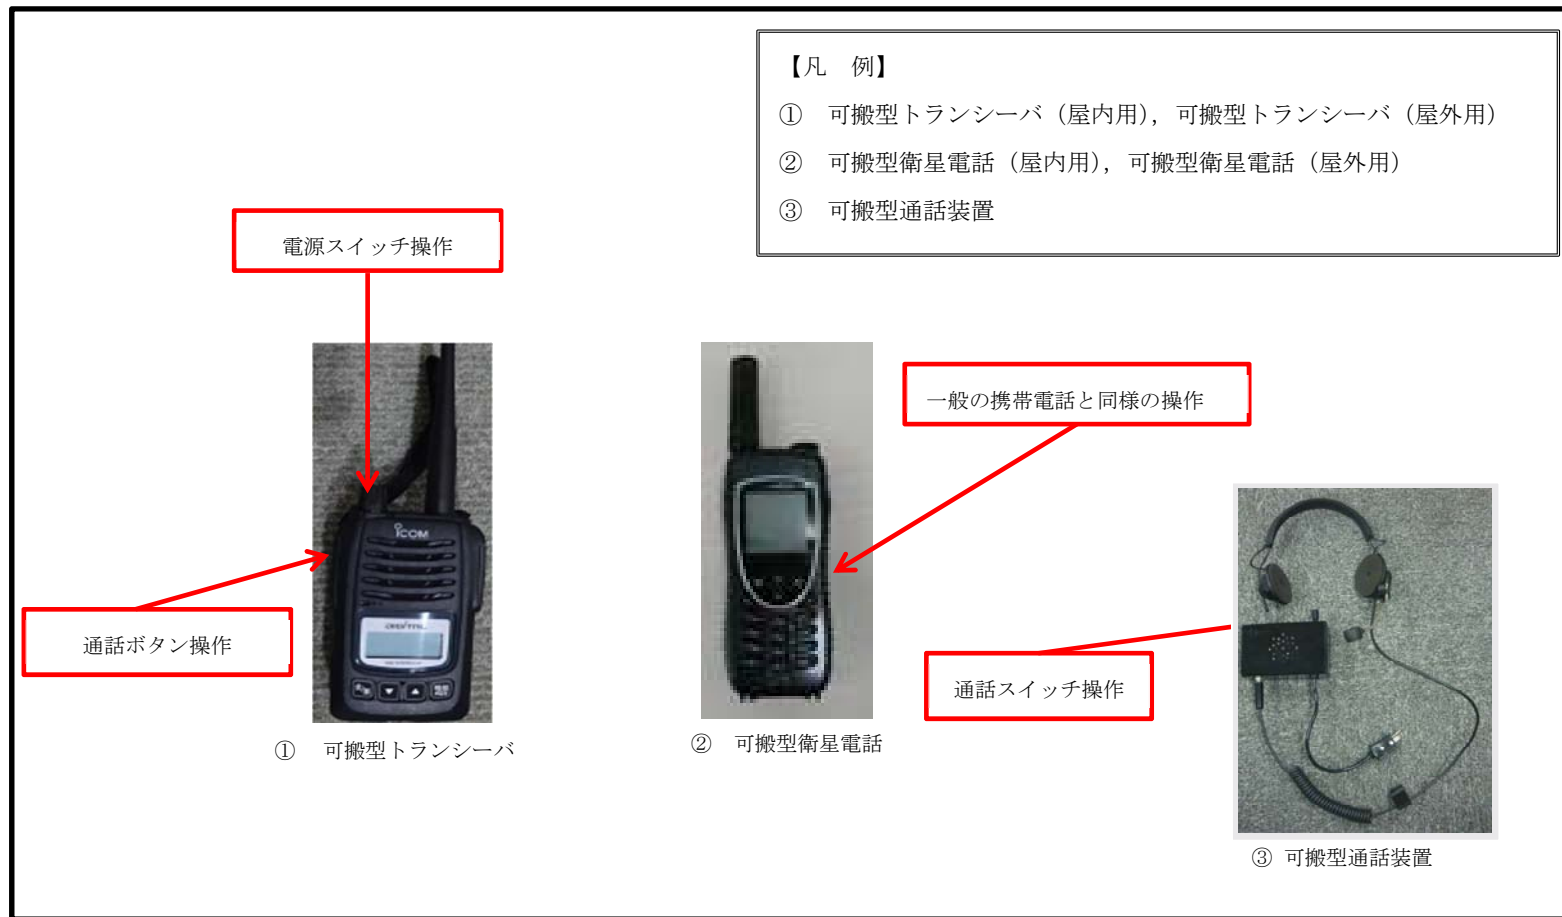 【凡　例】
①　可搬型トランシーバ（屋内用），可搬型トランシーバ（屋外用）
②　可搬型衛星電話（屋内用），可搬型衛星電話（屋外用）
③　可搬型通話装置
電源スイッチ操作
一般の携帯電話と同様の操作
ICOM
DIGITAL
通話ボタン操作
通話スイッチ操作
①　可搬型トランシーバ
②　可搬型衛星電話
③ 可搬型通話装置